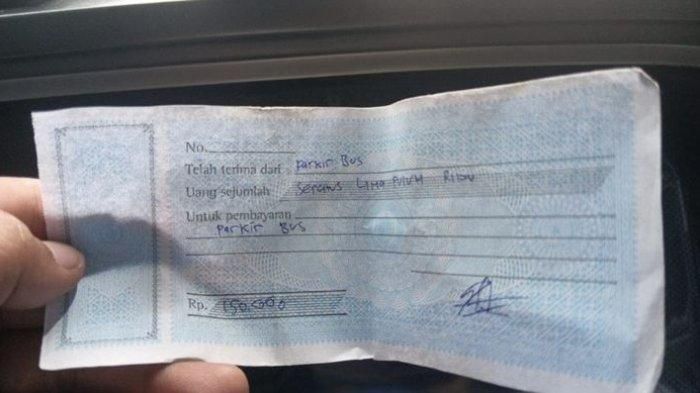 No.
Telah terima dari parkir Bus
Uang sejumlah Seratus Lima Puluh Ribu
Untuk pembayaran
parkir Bus
Rp. 150.000